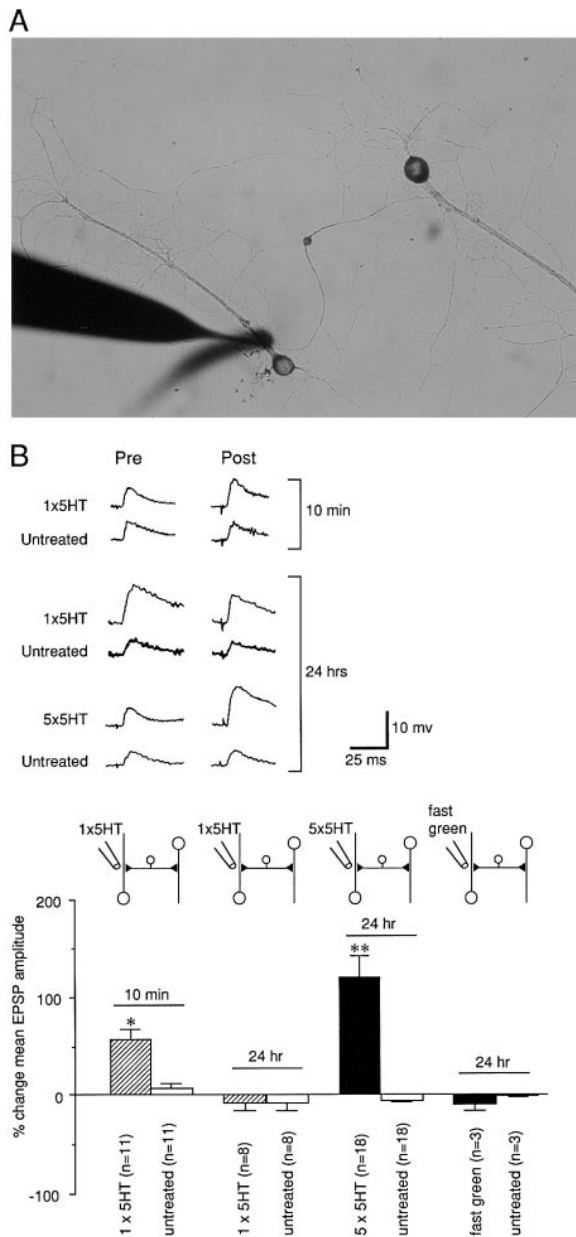 A
B
Pre Post
1x5HT
Untreated
10 min
1x5HT
Untreated
5x5HT
Untreated
24 hrs
10 mv
25 ms
1x5HT
1x5HT
5x5HT
fast
green
% change mean EPSP amplitude
200
100
0
-100
10 min
*
24 hr
24 hr
**
24 hr
1 x 5HT (n=11)
untreated (n=11)
1 x 5HT (n=8)
untreated (n=8)
5 x 5HT (n=18)
untreated (n=18)
fast green (n=3)
untreated (n=3)